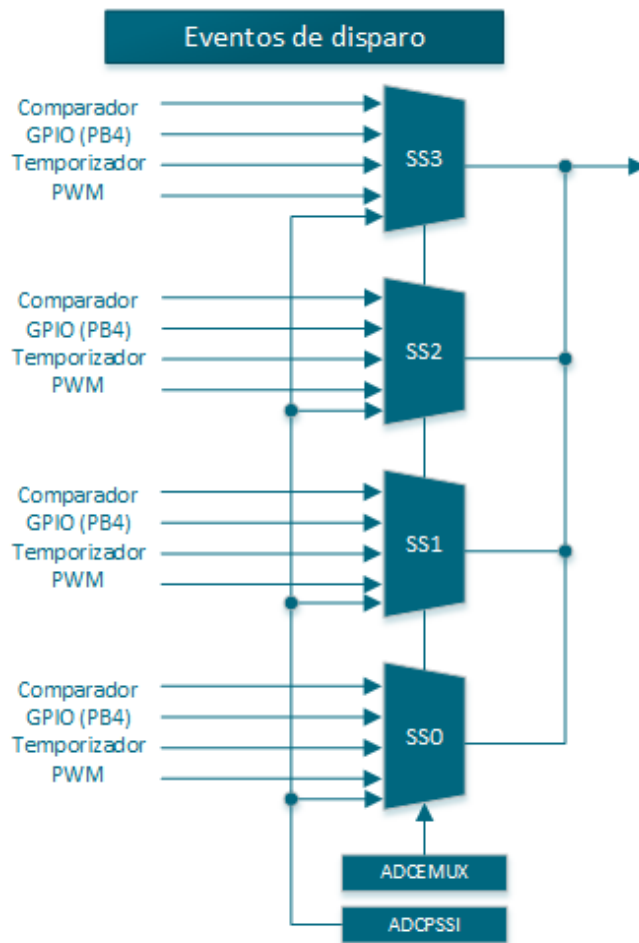 Eventos de disparo
Comparador
GPIO (PB4)
Temporizador
PWM
SS3
Comparador
GPIO (PB4)
Temporizador
PWM
SS2
Comparador
GPIO (PB4)
Temporizador
PWM
SS1
Comparador
GPIO (PB4)
Temporizador
PWM
SS0
ADCEMUX
ADCPSSI